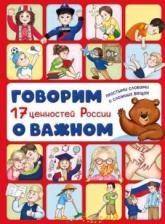 ГОВОРИМ
простыми словами
о сложных вещах
17 ценностей России
О ВАЖНОМ